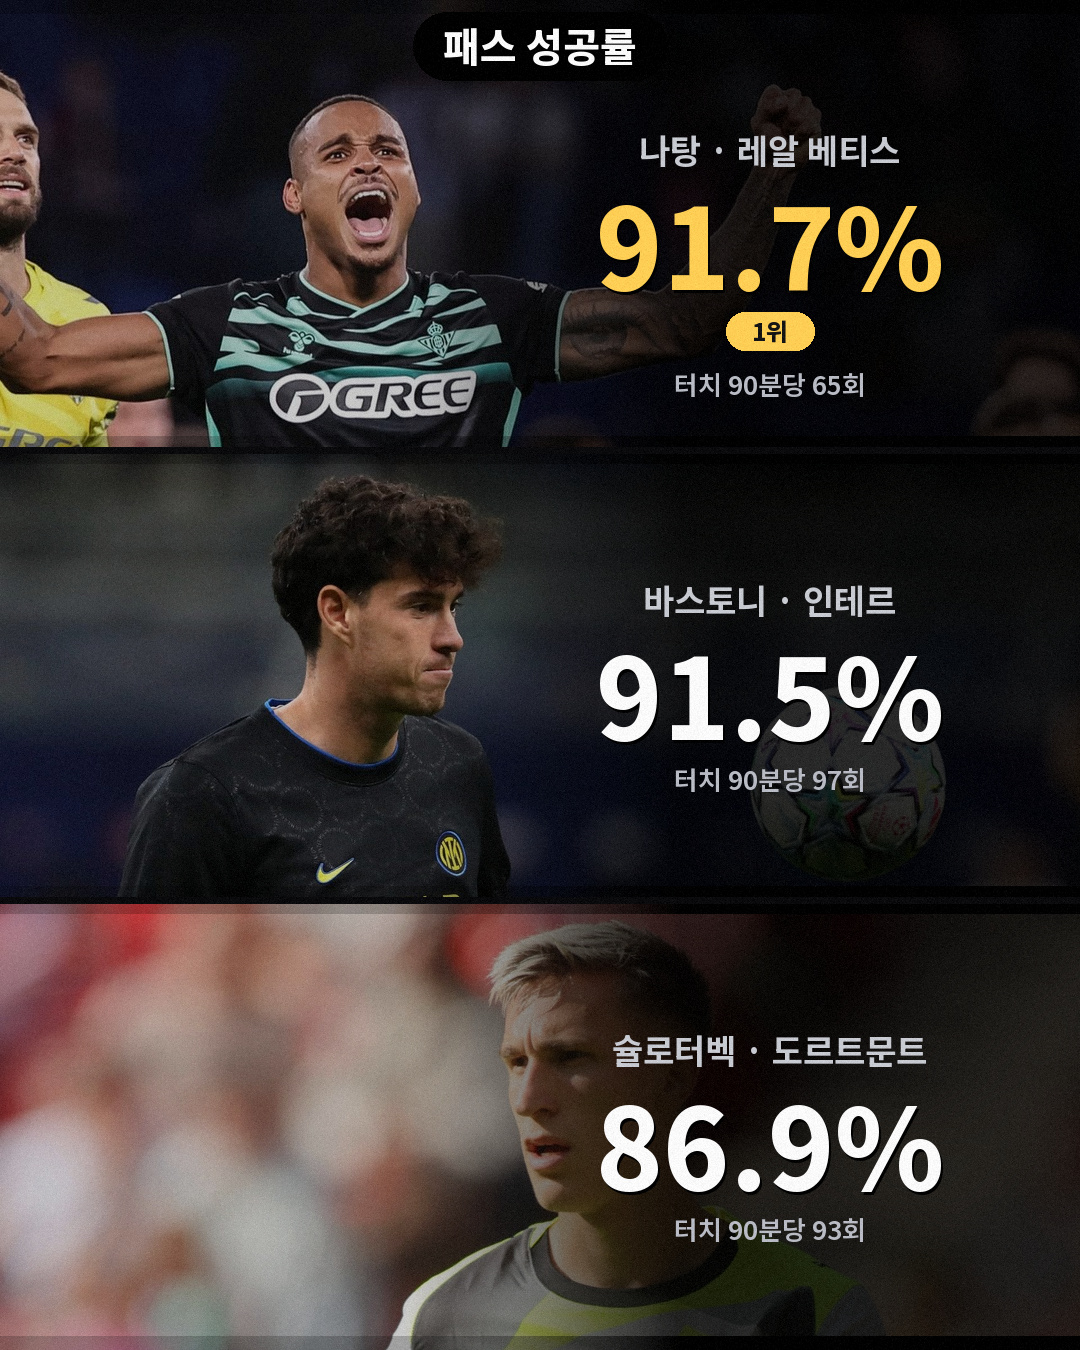 패스 성공률
나탕 · 레알 베티스
91.7%
1위
터치 90분당 65회
GREE
바스토니 · 인테르
91.5%
터치 90분당 97회
슐로터벡 · 도르트문트
86.9%
터치 90분당 93회